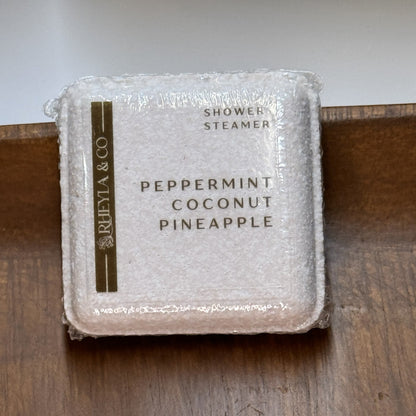 RHEYLA & CO
SHOWER
STEAMER
PEPPERMINT
COCONUT
PINEAPPLE